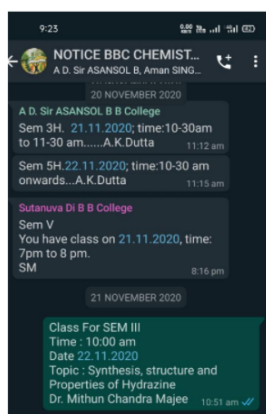 9:23
NOTICE BBC CHEMIST...
A D. Sir ASANSOL B, Aman SING...
20 NOVEMBER 2020
A D. Sir ASANSOL B B College
Sem 3H. 21.11.2020; time:10-30am
to 11-30 am......A.K.Dutta
11:12 am
Sem 5H.22.11.2020; time:10-30 am
onwards...A.K.Dutta
11:15 am
Sutanuva Di B B College
Sem V
You have class on 21.11.2020, time:
7pm to 8 pm.
SM
8:16 pm
21 NOVEMBER 2020
Class For SEM III
Time : 10:00 am
Date 22.11.2020
Topic : Synthesis, structure and
Properties of Hydrazine
Dr. Mithun Chandra Majee
10:51 am